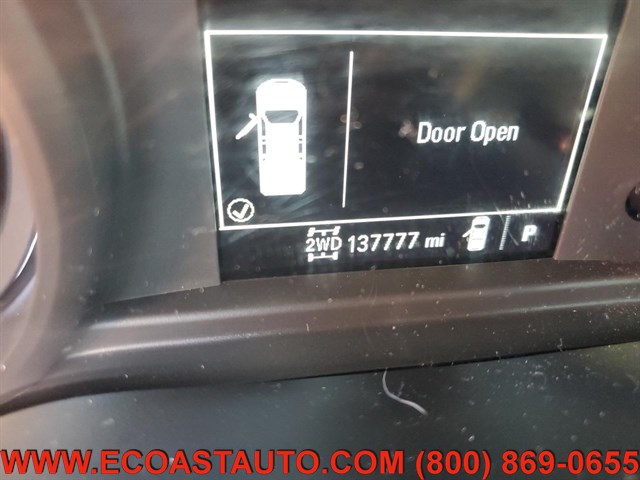 Door Open
2WD 137777 mi P
WWW.ECOASTAUTO.COM (800) 869-0655